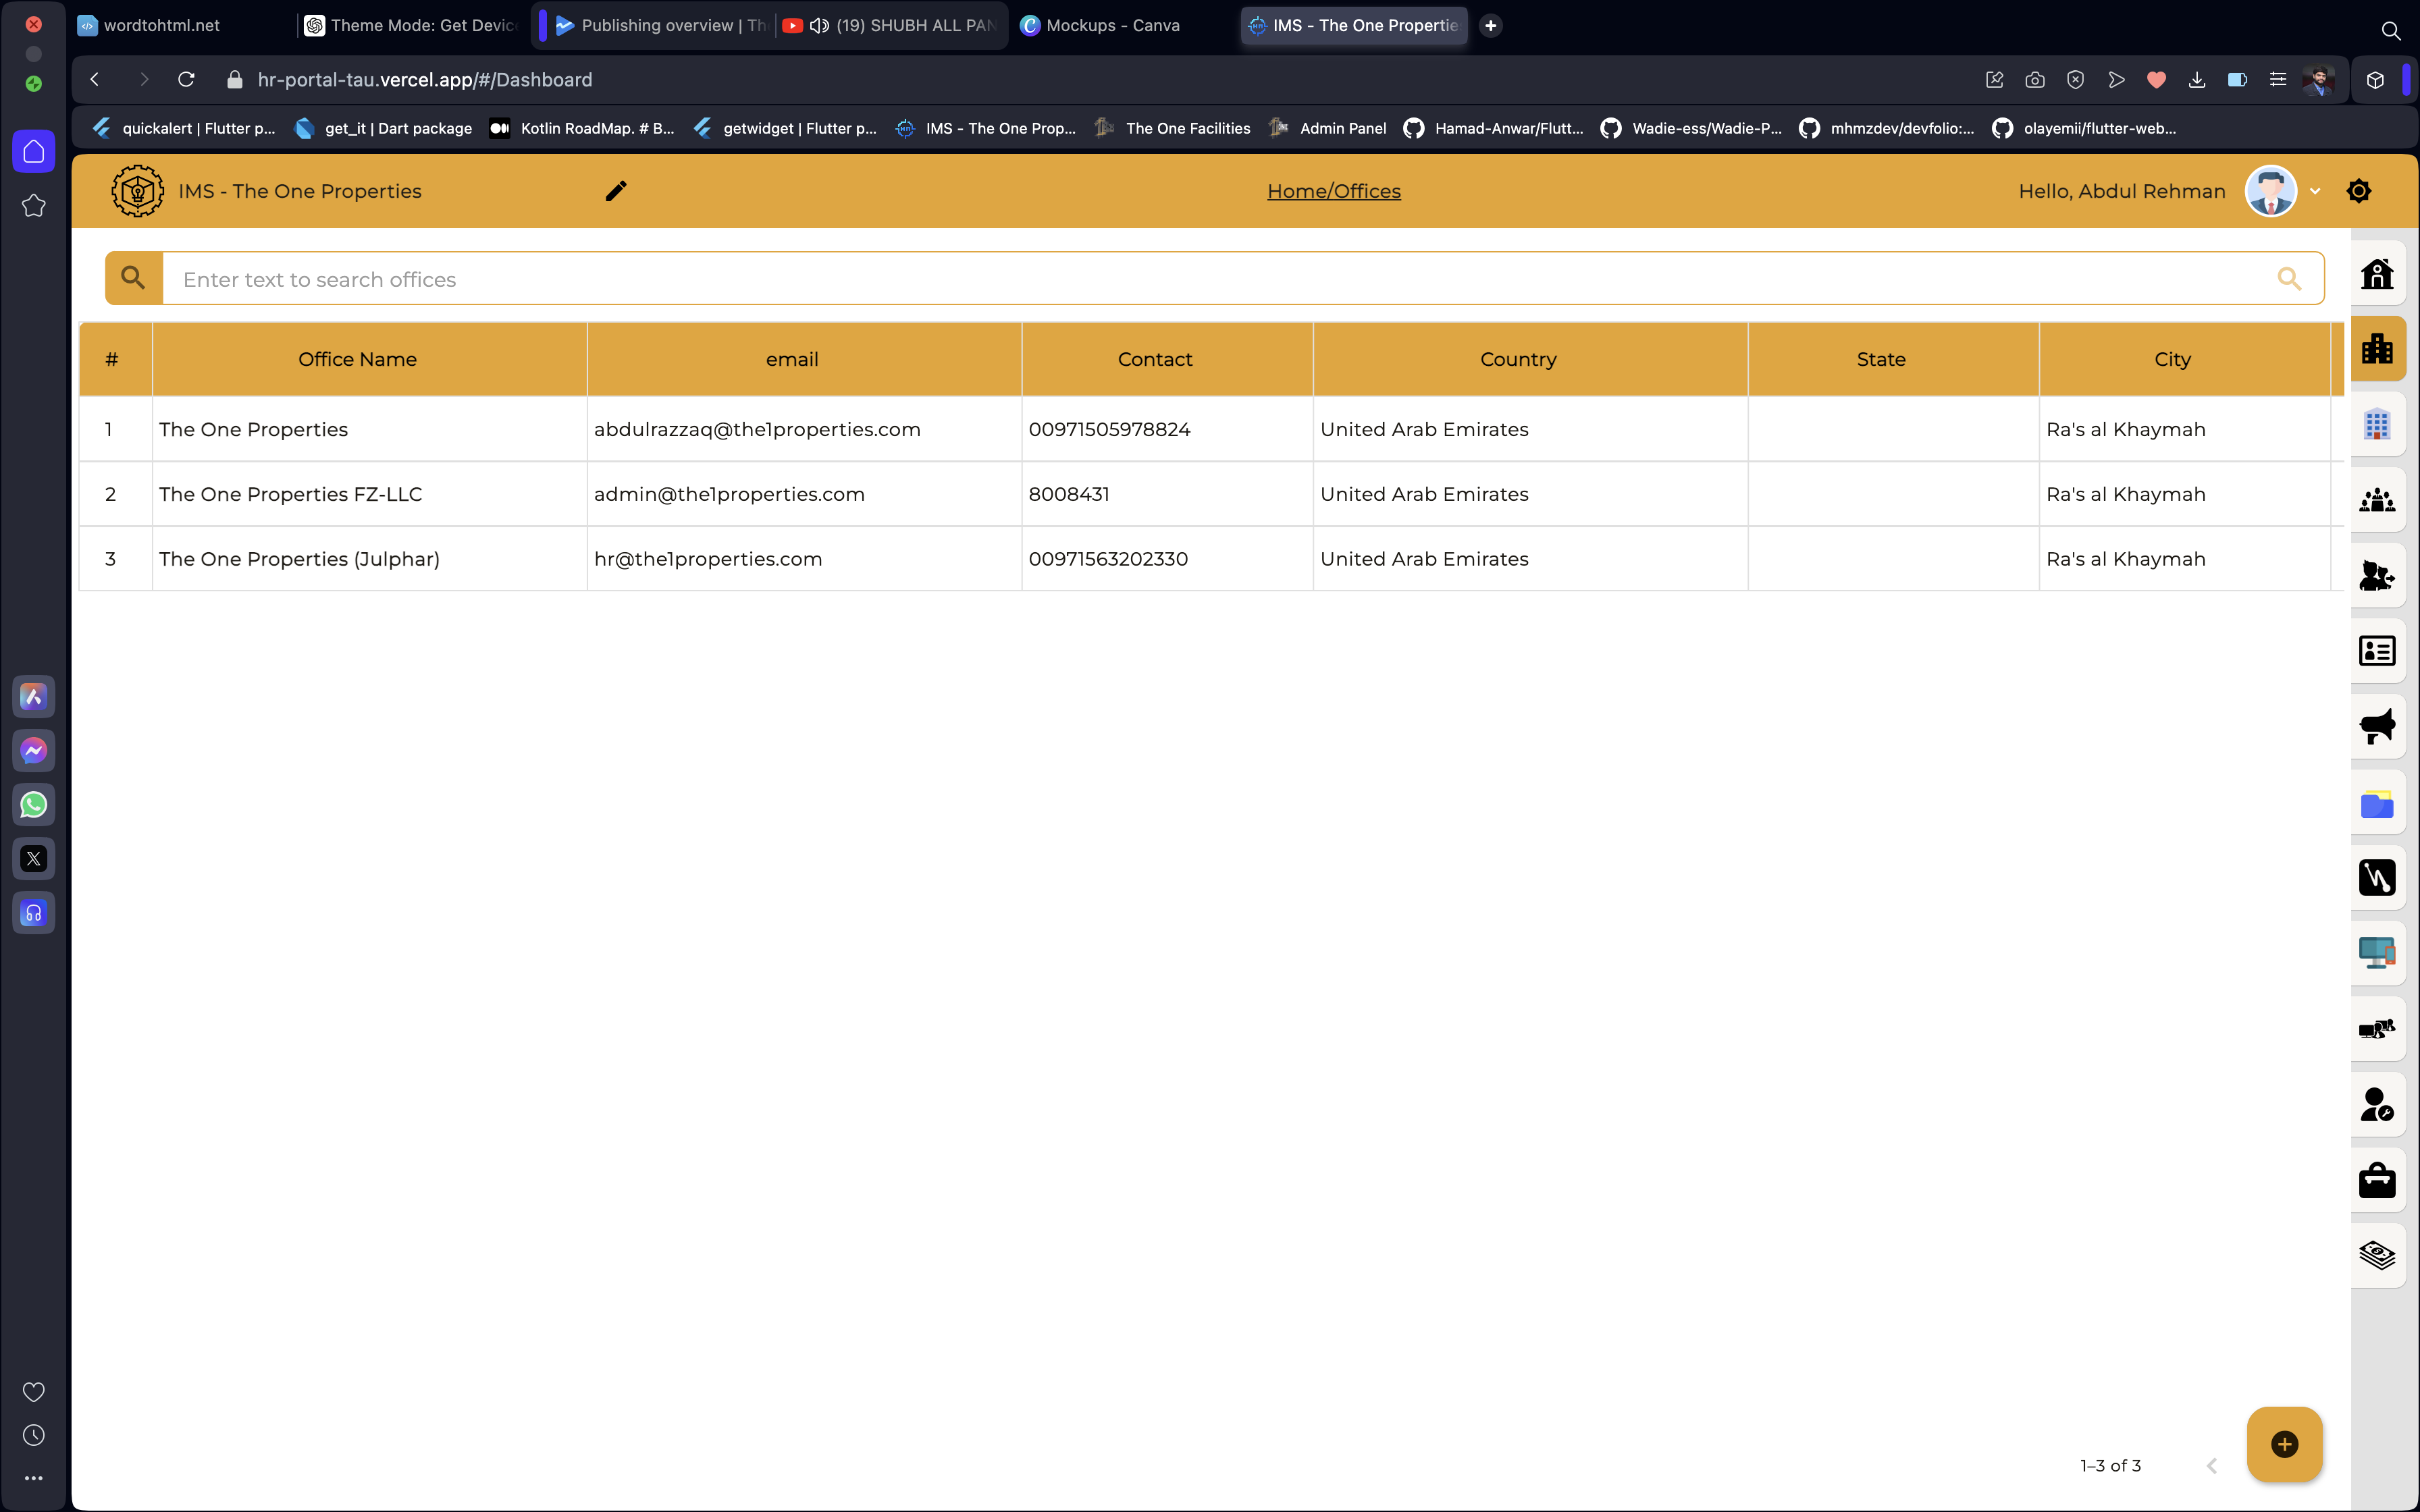 wordtohtml.net
Theme Mode: Get Devic
Publishing overview | Th
(19) SHUBH ALL PAN
Mockups - Canva
IMS - The One Propertie
hr-portal-tau.vercel.app/#/Dashboard
quickalert | Flutter p...
get_it | Dart package
Kotlin RoadMap. # B...
getwidget | Flutter p...
IMS - The One Prop...
The One Facilities
Admin Panel
Hamad-Anwar/Flutt...
Wadie-ess/Wadie-P...
mhmzdev/devfolio:...
olayemii/flutter-web...
IMS - The One Properties
Home/Offices
Hello, Abdul Rehman
Enter text to search offices
# Office Name email Contact Country State City
1 The One Properties abdulrazzaq@the1properties.com 00971505978824 United Arab Emirates Ra's al Khaymah
2 The One Properties FZ-LLC admin@the1properties.com 8008431 United Arab Emirates Ra's al Khaymah
3 The One Properties (Julphar) hr@the1properties.com 00971563202330 United Arab Emirates Ra's al Khaymah
1–3 of 3